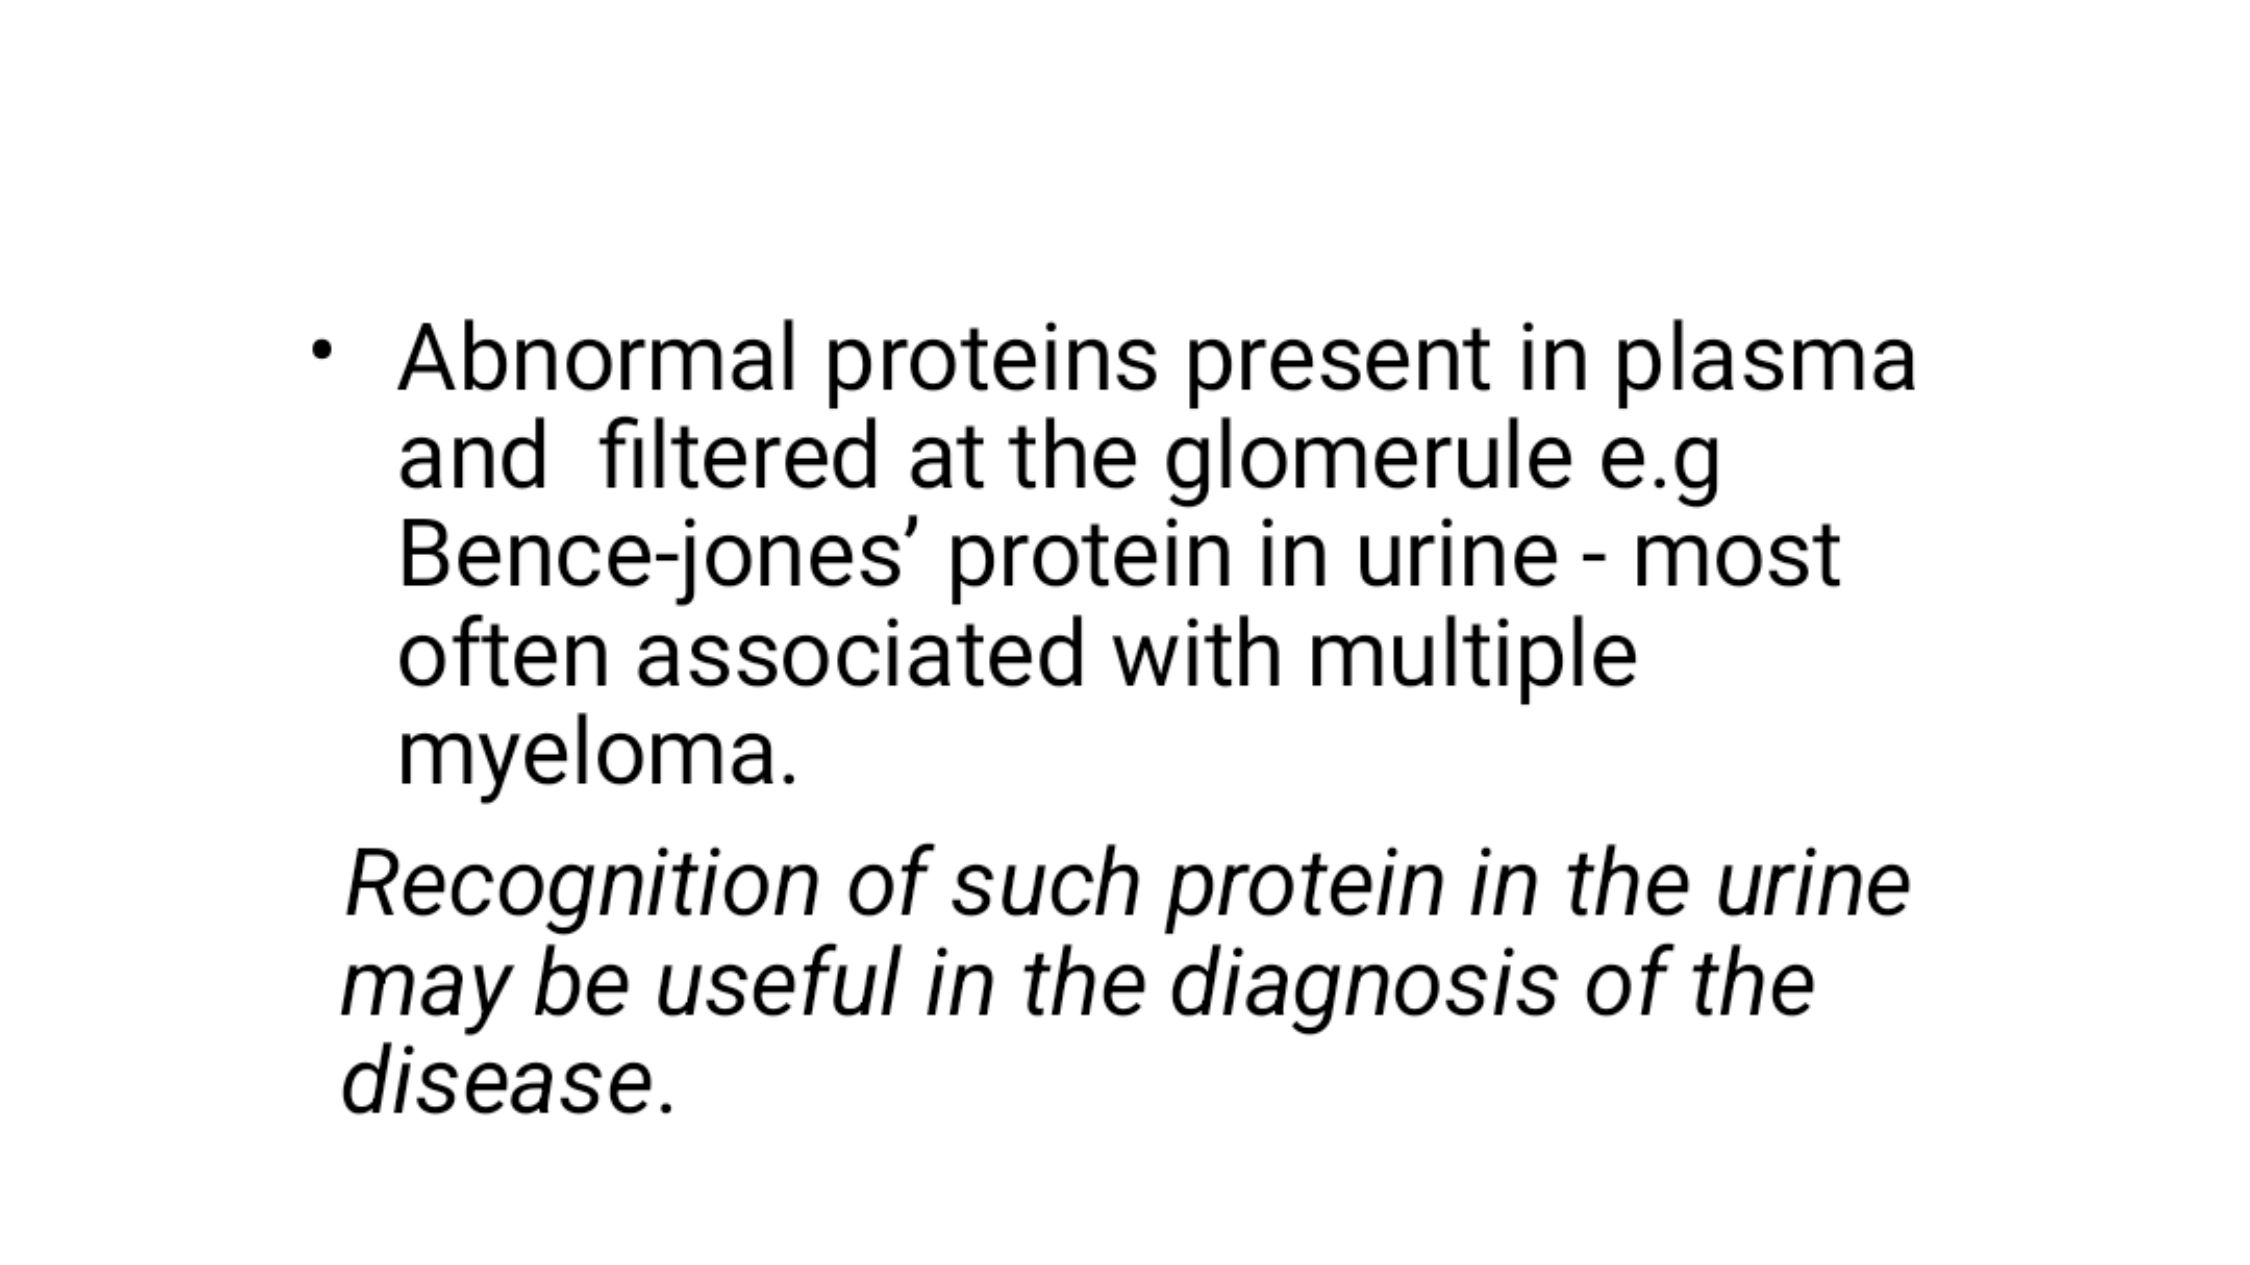 • Abnormal proteins present in plasma
and  filtered at the glomerule e.g
Bence-jones’ protein in urine - most
often associated with multiple
myeloma.
Recognition of such protein in the urine
may be useful in the diagnosis of the
disease.